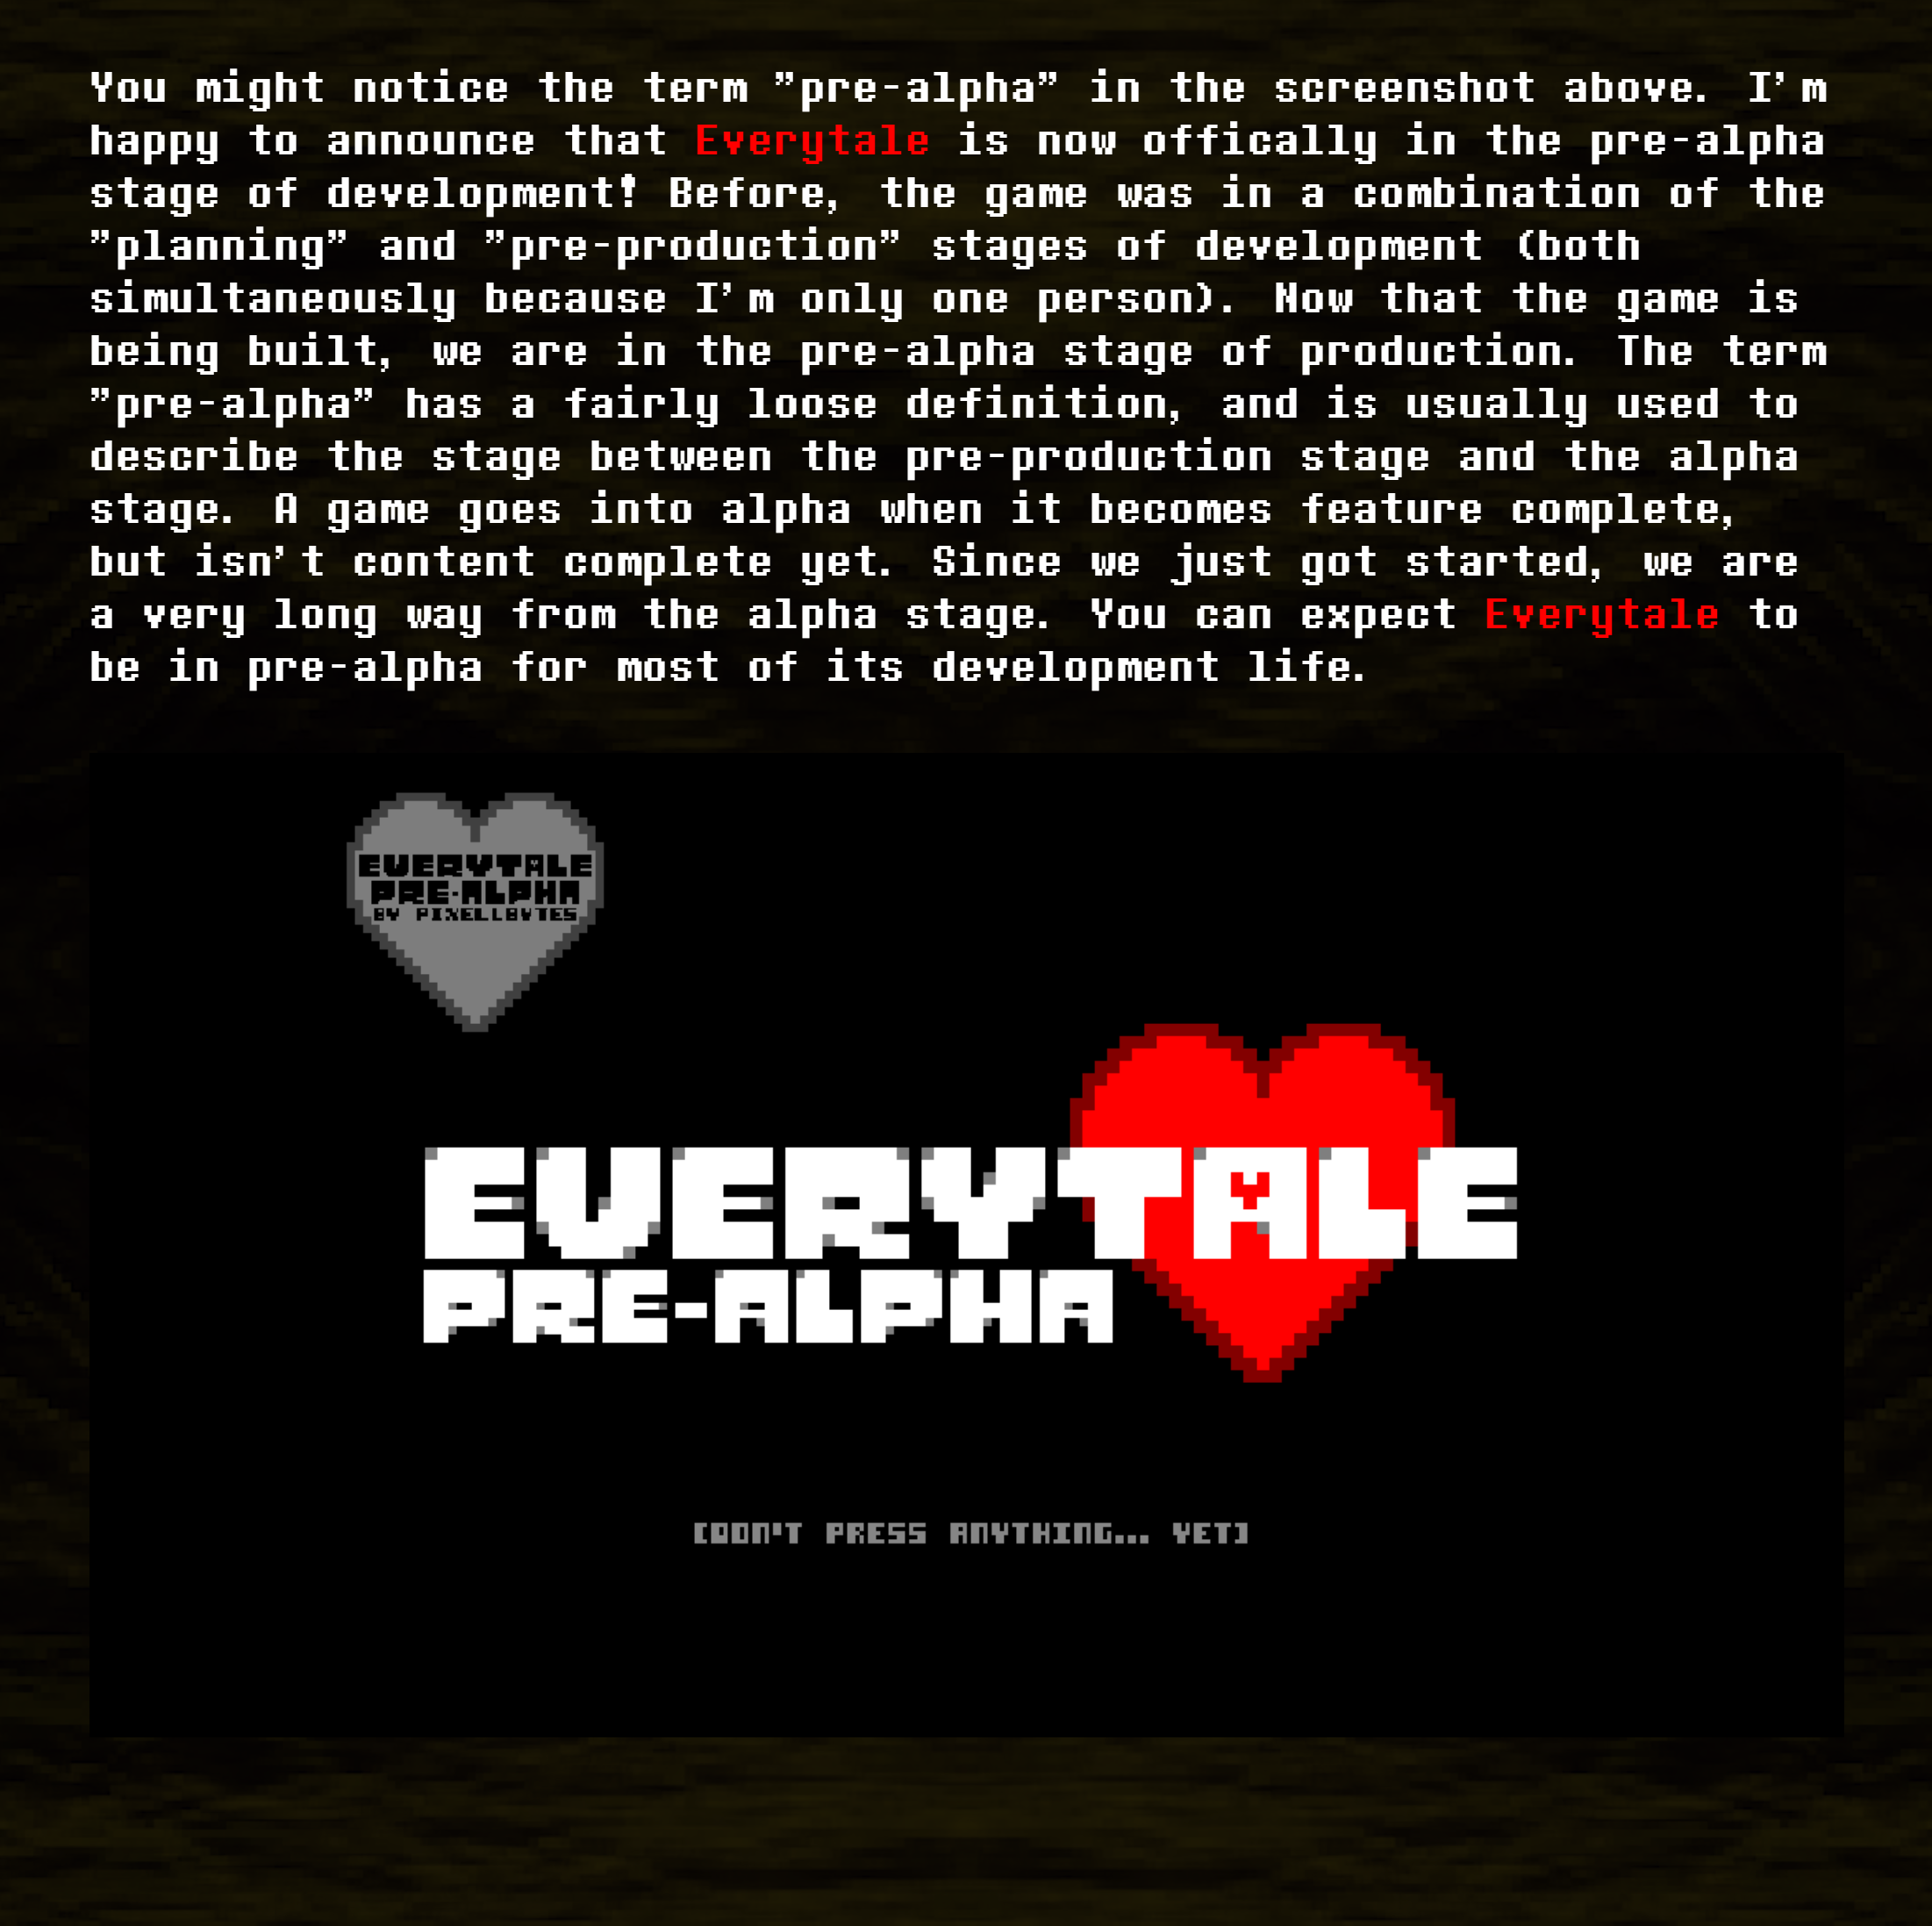 You might notice the term "pre-alpha" in the screenshot above. I'm
happy to announce that Everytale is now offically in the pre-alpha
stage of development! Before, the game was in a combination of the
"planning" and "pre-production" stages of development (both
simultaneously because I'm only one person). Now that the game is
being built, we are in the pre-alpha stage of production. The term
"pre-alpha" has a fairly loose definition, and is usually used to
describe the stage between the pre-production stage and the alpha
stage. A game goes into alpha when it becomes feature complete,
but isn't content complete yet. Since we just got started, we are
a very long way from the alpha stage. You can expect Everytale to
be in pre-alpha for most of its development life.
EVERYTALE
PRE-ALPHA
BY PIXELLBYTES
EVERYTALE
PRE-ALPHA
[DON'T PRESS ANYTHING... YET]